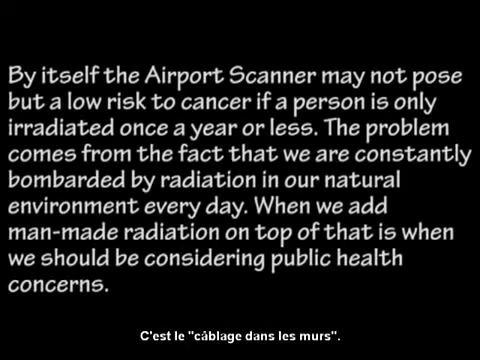 By itself the Airport Scanner may not pose
but a low risk to cancer if a person is only
irradiated once a year or less. The problem
comes from the fact that we are constantly
bombarded by radiation in our natural
environment every day. When we add
man-made radiation on top of that is when
we should be considering public health
concerns.
C'est le "câblage dans les murs".